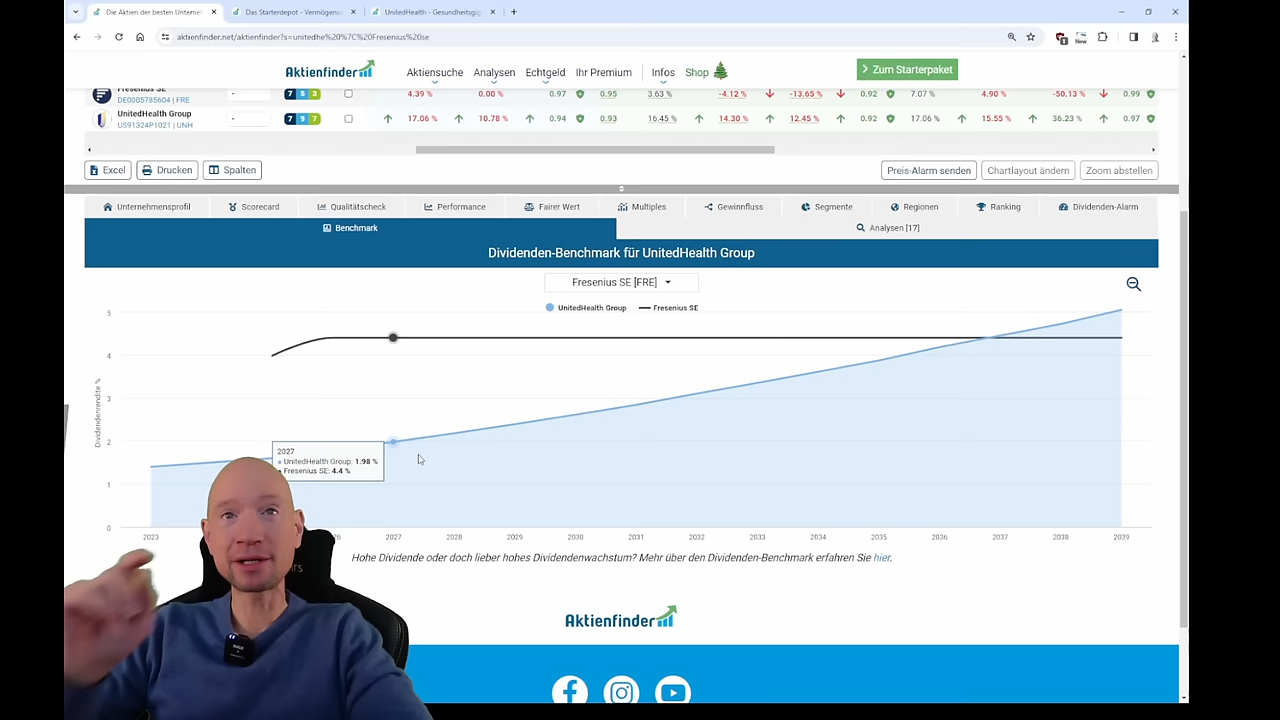 Die Aktien der besten Unterne
Das Starterdepot - Vermögens
UnitedHealth - Gesundheitsgig
aktienfinder.net/aktienfinder?s=unitedhe%20%7C%20Fresenius%20se
New
Aktienfinder
Aktiensuche
Analysen
Echtgeld
Ihr Premium
Infos
Shop
Zum Starterpaket
Fresenius SE
DE0005785604 | FRE
- 7 5 3 4.39 % 0.00 % 0.97 0.95 3.63 % -4.12 % -13.65 % 0.92 7.07 % 4.90 % -50.13 % 0.99
UnitedHealth Group
US91324P1021 | UNH
- 7 9 7 17.06 % 10.78 % 0.94 0.93 16.45 % 14.30 % 12.45 % 0.92 17.06 % 15.55 % 36.23 % 0.97
Excel
Drucken
Spalten
Preis-Alarm senden
Chartlayout ändern
Zoom abstellen
Unternehmensprofil
Scorecard
Qualitätscheck
Performance
Fairer Wert
Multiples
Gewinnfluss
Segmente
Regionen
Ranking
Dividenden-Alarm
Benchmark
Analysen [17]
Dividenden-Benchmark für UnitedHealth Group
Fresenius SE [FRE]
UnitedHealth Group
Fresenius SE
Dividendenrendite %
5
4
3
2
1
0
2027
UnitedHealth Group: 1.98 %
Fresenius SE: 4.4 %
2023
26
2027
2028
2029
2030
2031
2032
2033
2034
2035
2036
2037
2038
2039
Hohe Dividende oder doch lieber hohes Dividendenwachstum? Mehr über den Dividenden-Benchmark erfahren Sie hier.
Aktienfinder